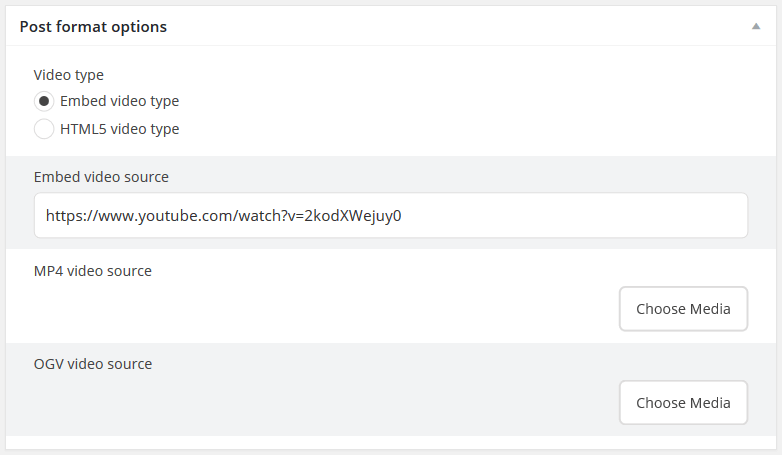 Post format options
Video type
Embed video type
HTML5 video type
Embed video source
https://www.youtube.com/watch?v=2kodXWejuy0
MP4 video source
Choose Media
OGV video source
Choose Media